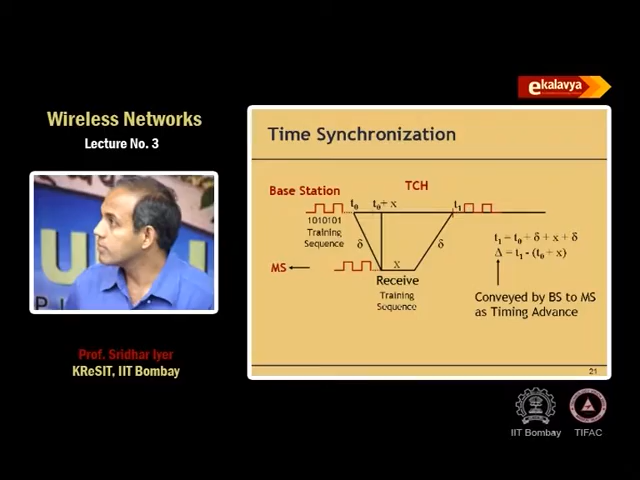 ekalavya
Wireless Networks
Lecture No. 3
Time Synchronization
Base Station
TCH
t₀
t₀+ x
t₁
1010101
Training
Sequence
δ
δ
t₁ = t₀ + δ + x + δ
Δ = t₁ - (t₀ + x)
MS
x
Receive
Training
Sequence
Conveyed by BS to MS
as Timing Advance
Prof. Sridhar Iyer
KReSIT, IIT Bombay
21
IIT Bombay
TIFAC